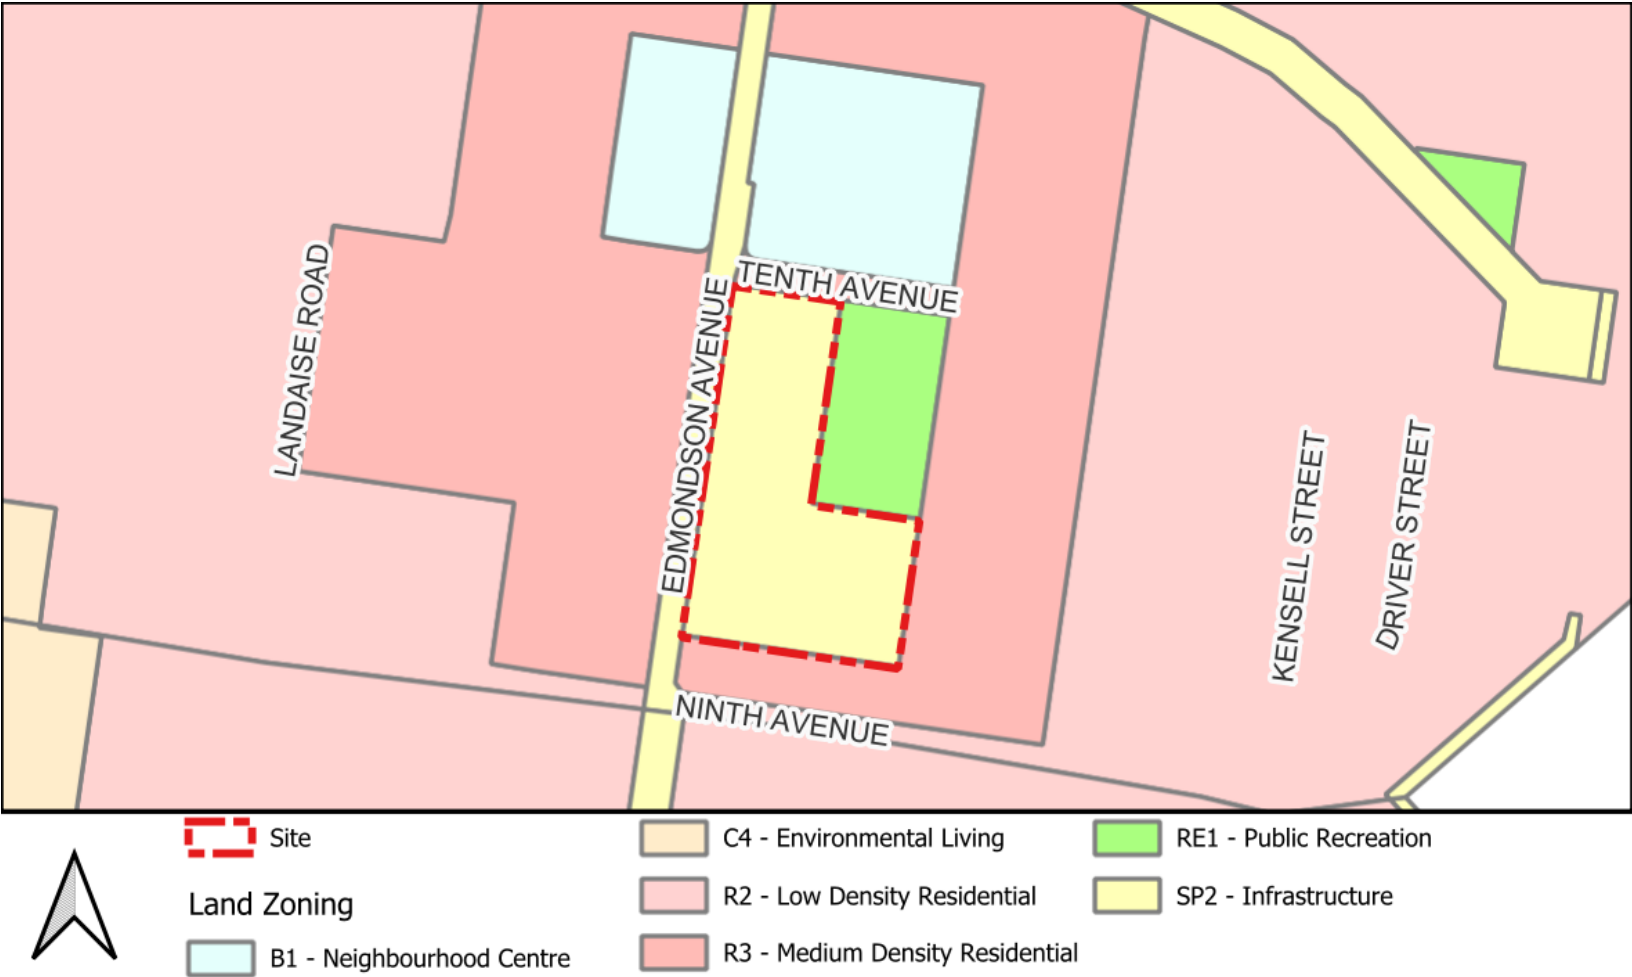 LANDAISE ROAD
EDMONDSON AVENUE
TENTH AVENUE
NINTH AVENUE
KENSELL STREET
DRIVER STREET
Site
Land Zoning
B1 - Neighbourhood Centre
C4 - Environmental Living
R2 - Low Density Residential
R3 - Medium Density Residential
RE1 - Public Recreation
SP2 - Infrastructure